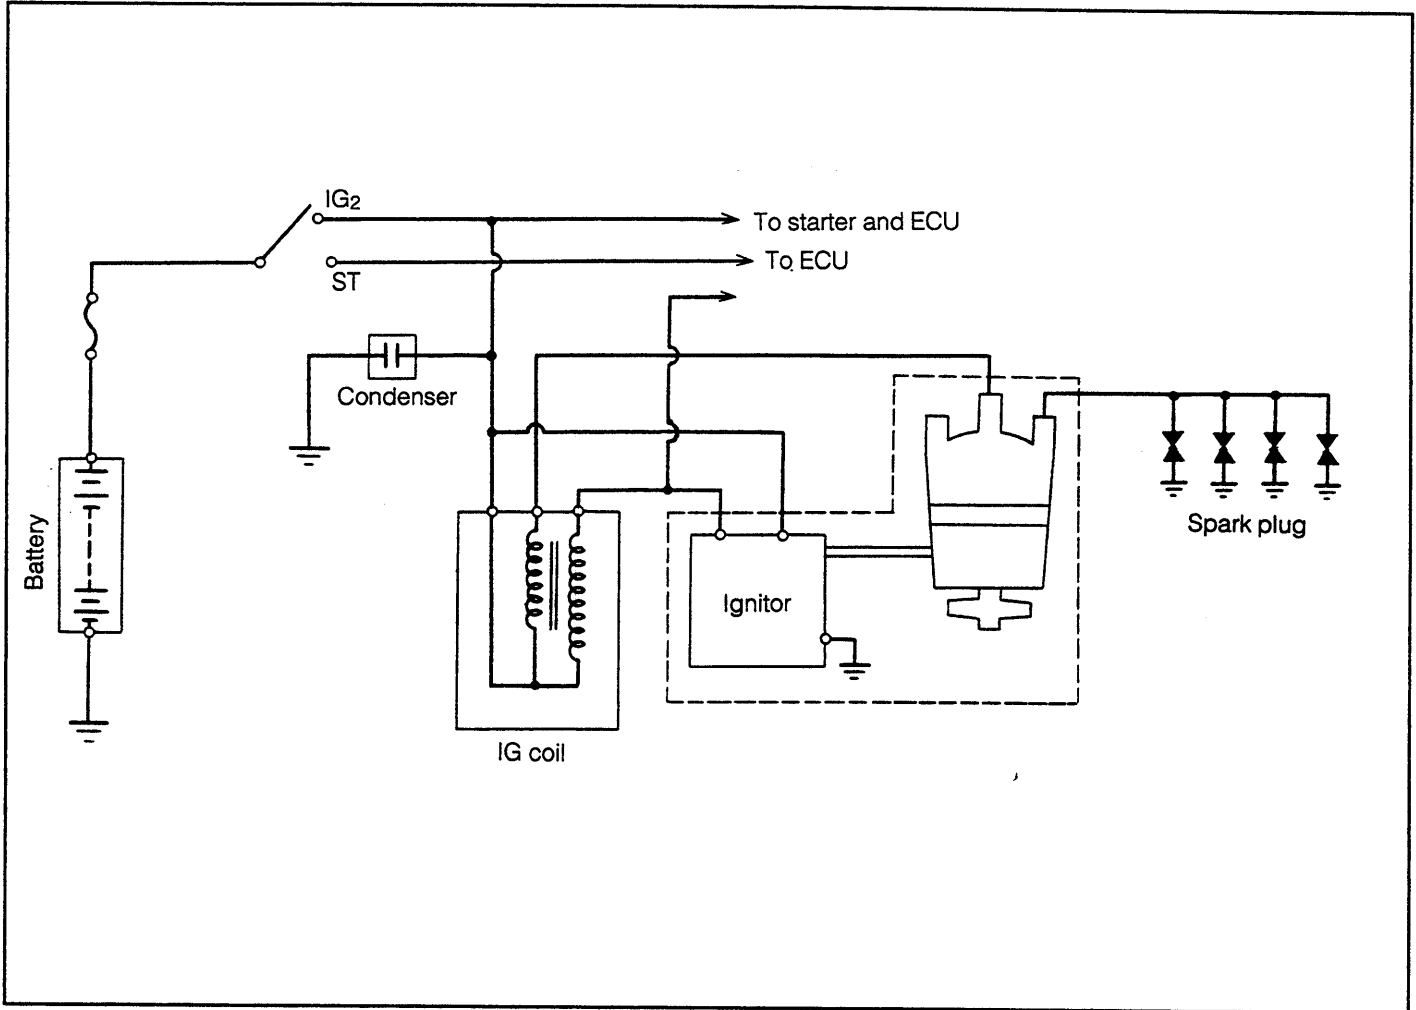 IG2
To starter and ECU
To ECU
ST
Condenser
Battery
Spark plug
Ignitor
IG coil